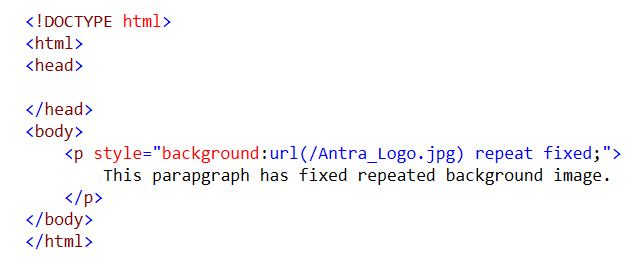 <!DOCTYPE html>
<html>
<head>
</head>
<body>
<p style="background:url(/Antra_Logo.jpg) repeat fixed;">
This parapgraph has fixed repeated background image.
</p>
</body>
</html>